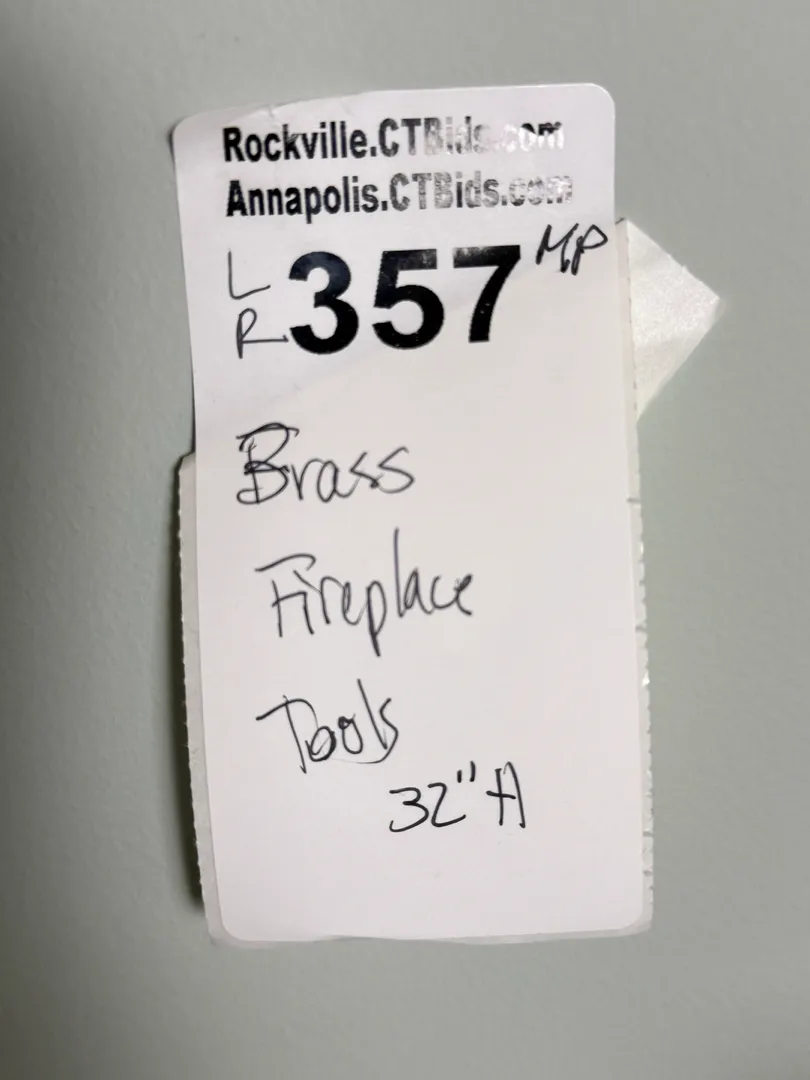 Rockville.CTBids.com
Annapolis.CTBids.com
LR 357 MP
Brass
Fireplace
Tools
32"H